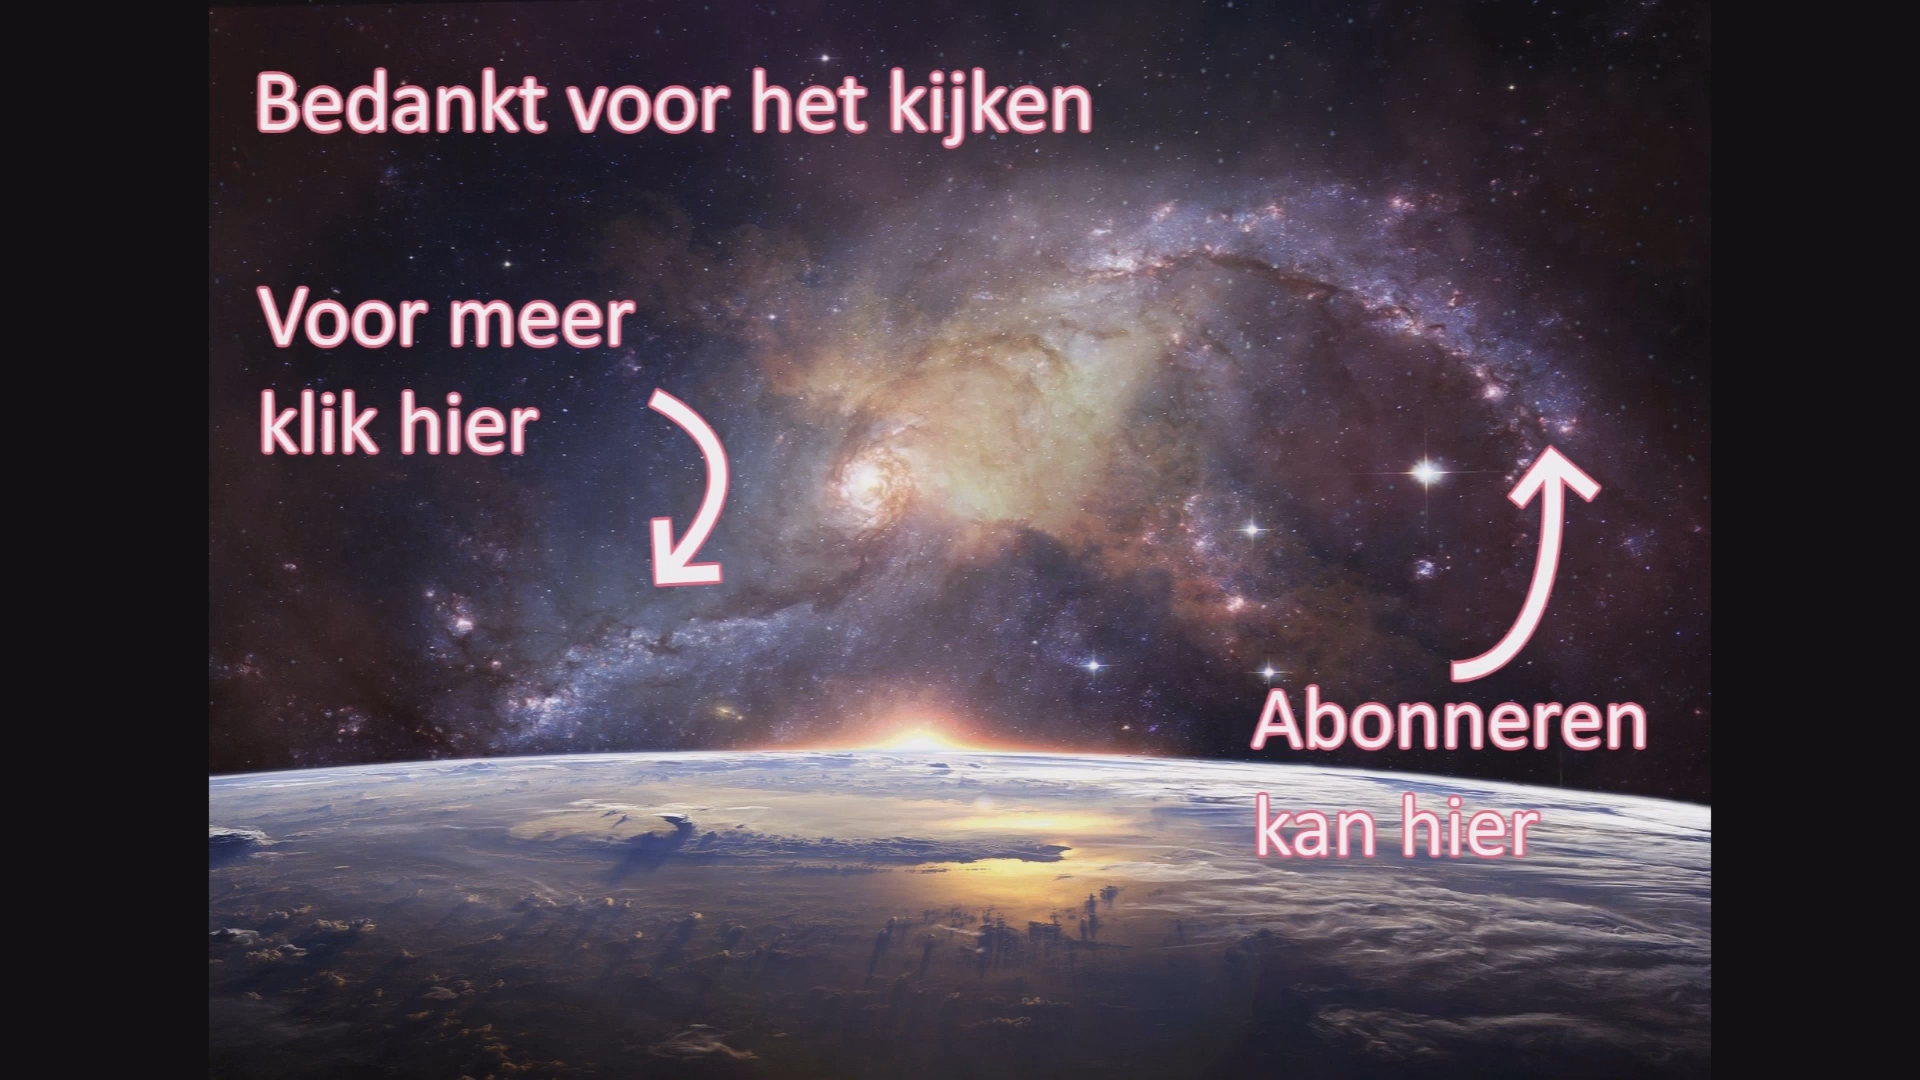 Bedankt voor het kijken
Voor meer
klik hier
Abonneren
kan hier